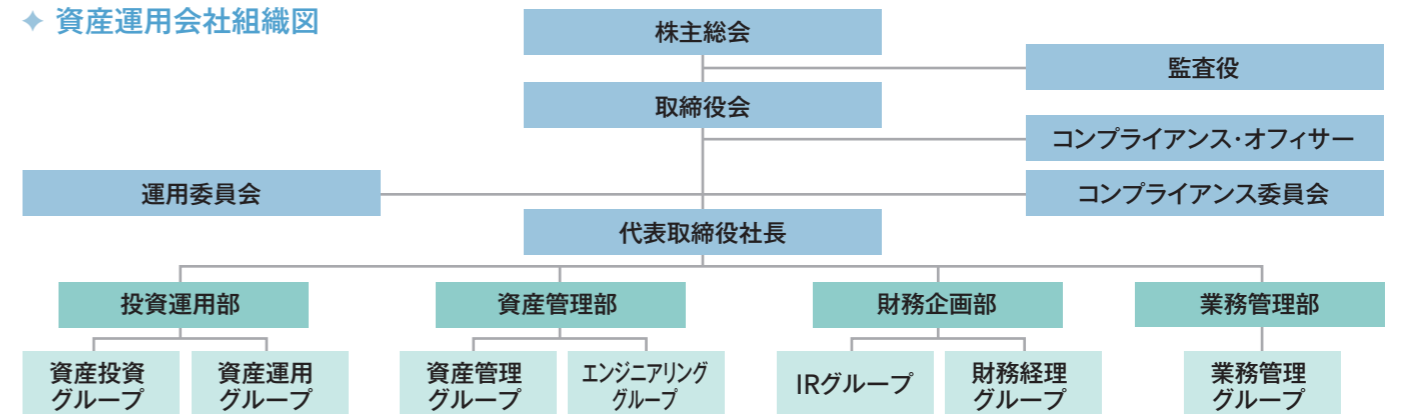 資産運用会社組織図
株主総会
監査役
取締役会
コンプライアンス・オフィサー
運用委員会
コンプライアンス委員会
代表取締役社長
投資運用部
資産管理部
財務企画部
業務管理部
資産投資
グループ
資産運用
グループ
資産管理
グループ
エンジニアリング
グループ
IRグループ
財務経理
グループ
業務管理
グループ